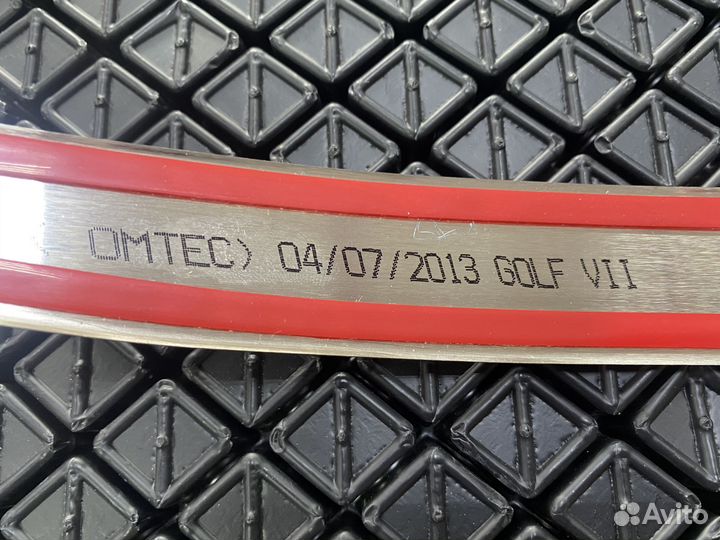 OMTEC) 04/07/2013 GOLF VII
Avito